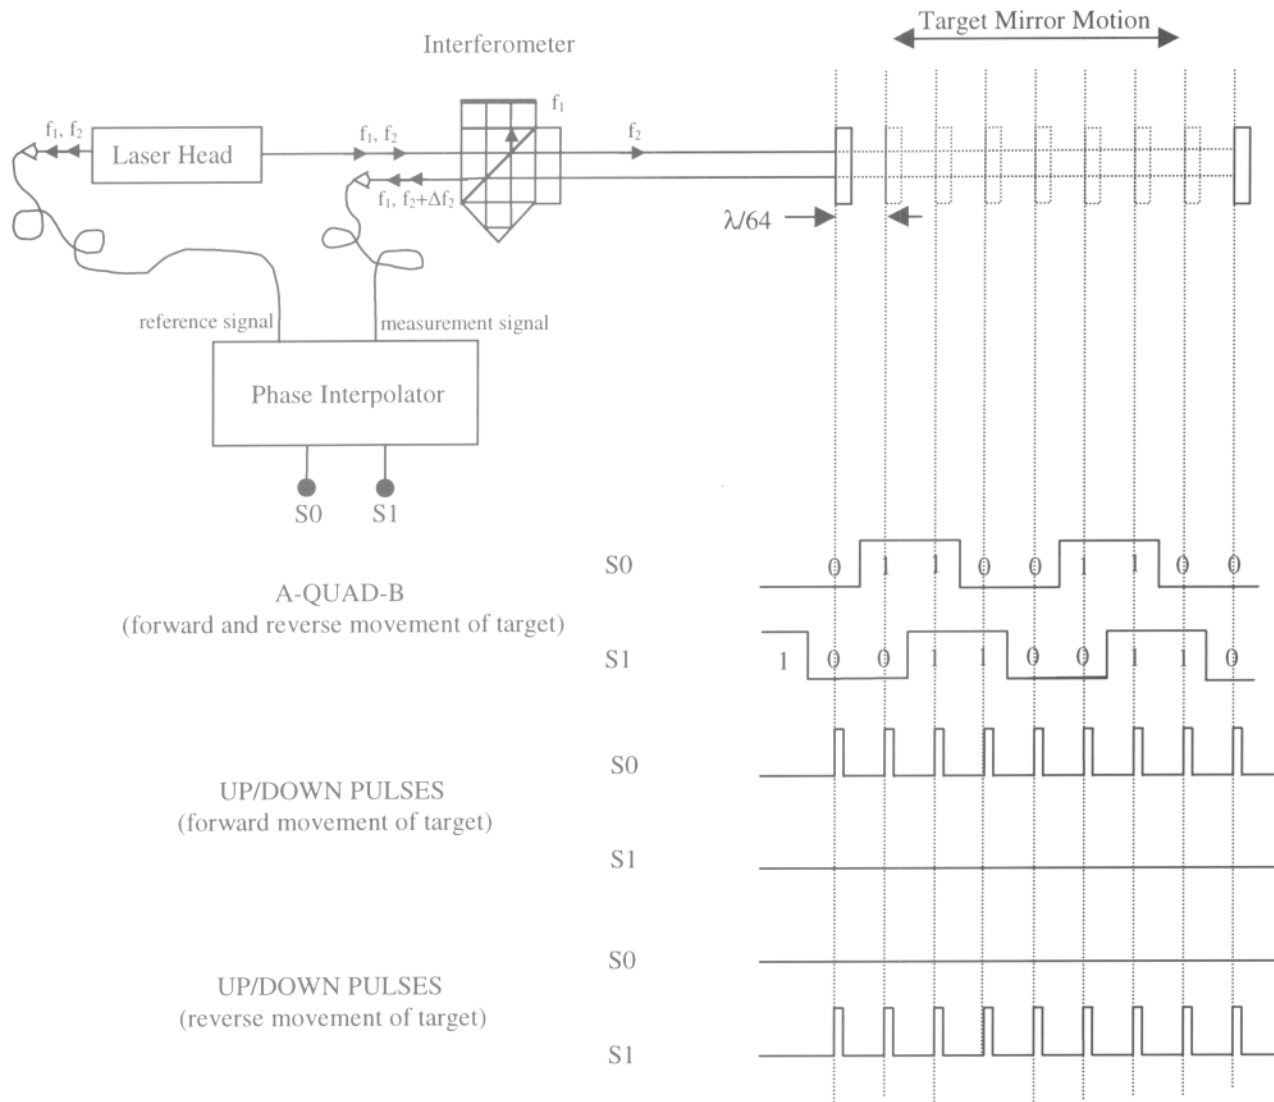 Target Mirror Motion
Interferometer
f₁
f₁, f₂
Laser Head
f₁, f₂
f₂
f₁, f₂+Δf₂
λ/64
reference signal
measurement signal
Phase Interpolator
S0 S1
S0
0 1 1 0 0 1 1 0 0
A-QUAD-B
(forward and reverse movement of target)
S1
1 0 0 1 1 0 0 1 1 0
S0
UP/DOWN PULSES
(forward movement of target)
S1
S0
UP/DOWN PULSES
(reverse movement of target)
S1